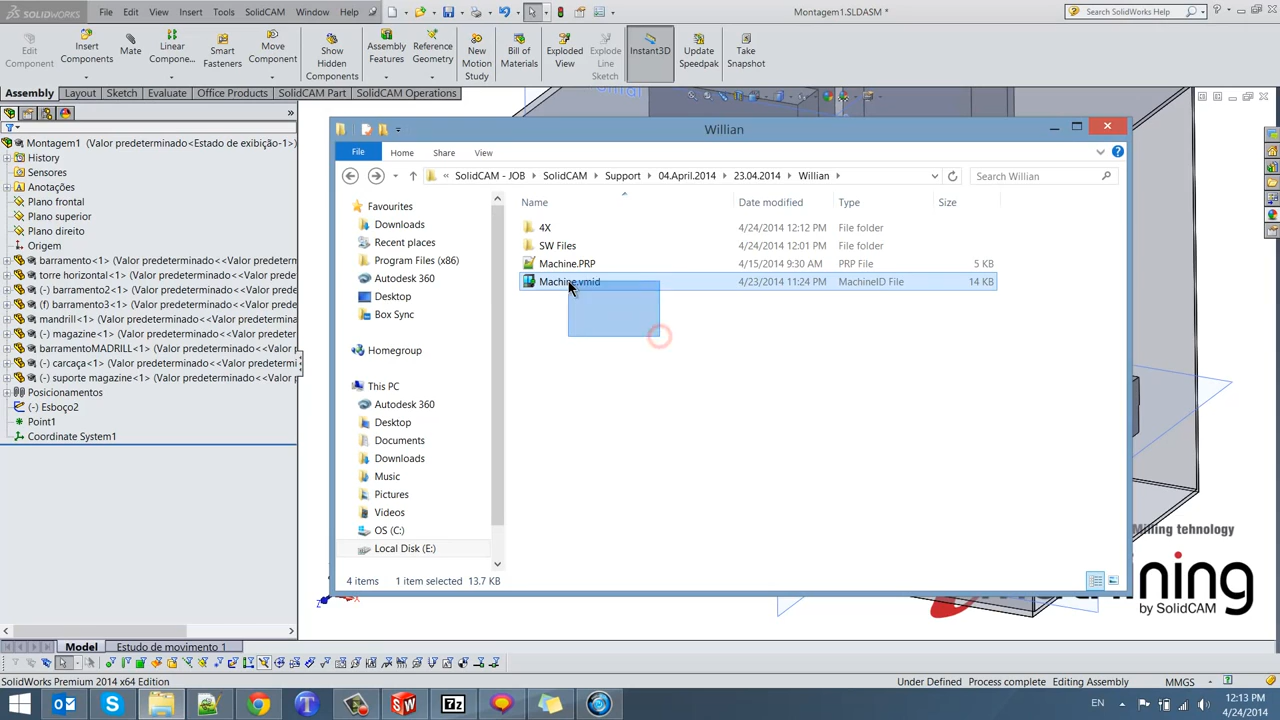 SOLIDWORKS File Edit View Insert Tools SolidCAM Window Help Montagem1.SLDASM * Search SolidWorks Help
Edit Component
Insert Components
Mate
Linear Compone...
Smart Fasteners
Move Component
Show Hidden Components
Assembly Features
Reference Geometry
New Motion Study
Bill of Materials
Exploded View
Explode Line Sketch
Instant3D
Update Speedpak
Take Snapshot
Assembly Layout Sketch Evaluate Office Products SolidCAM Part SolidCAM Operations
Montagem1 (Valor predeterminado<Estado de exibição-1>)
History
Sensores
Anotações
Plano frontal
Plano superior
Plano direito
Origem
barramento<1> (Valor predeterminado<<Valor pre
torre horizontal<1> (Valor predeterminado<<Valor
(-) barramento2<1> (Valor predeterminado<<Valor p
(f) barramento3<1> (Valor predeterminado<<Valor p
mandrill<1> (Valor predeterminado<<Valor predeter
(-) magazine<1> (Valor predeterminado<<Valor pred
barramentoMADRILL<1> (Valor predeterminado<<V
(-) carcaça<1> (Valor predeterminado<<Valor predeterm
(-) suporte magazine<1> (Valor predeterminado<<Valo
Posicionamentos
(-) Esboço2
Point1
Coordinate System1
Willian
File Home Share View
« SolidCAM - JOB SolidCAM Support 04.April.2014 23.04.2014 Willian Search Willian
Favourites
Downloads
Recent places
Program Files (x86)
Autodesk 360
Desktop
Box Sync
Homegroup
This PC
Autodesk 360
Desktop
Documents
Downloads
Music
Pictures
Videos
OS (C:)
Local Disk (E:)
Name Date modified Type Size
4X 4/24/2014 12:12 PM File folder
SW Files 4/24/2014 12:01 PM File folder
Machine.PRP 4/15/2014 9:30 AM PRP File 5 KB
Machine.vmid 4/23/2014 11:24 PM MachineID File 14 KB
4 items 1 item selected 13.7 KB
Milling tehnology
ining
by SolidCAM
Z X
Model Estudo de movimento 1
SolidWorks Premium 2014 x64 Edition Under Defined Process complete Editing Assembly MMGS
EN 12:13 PM
4/24/2014